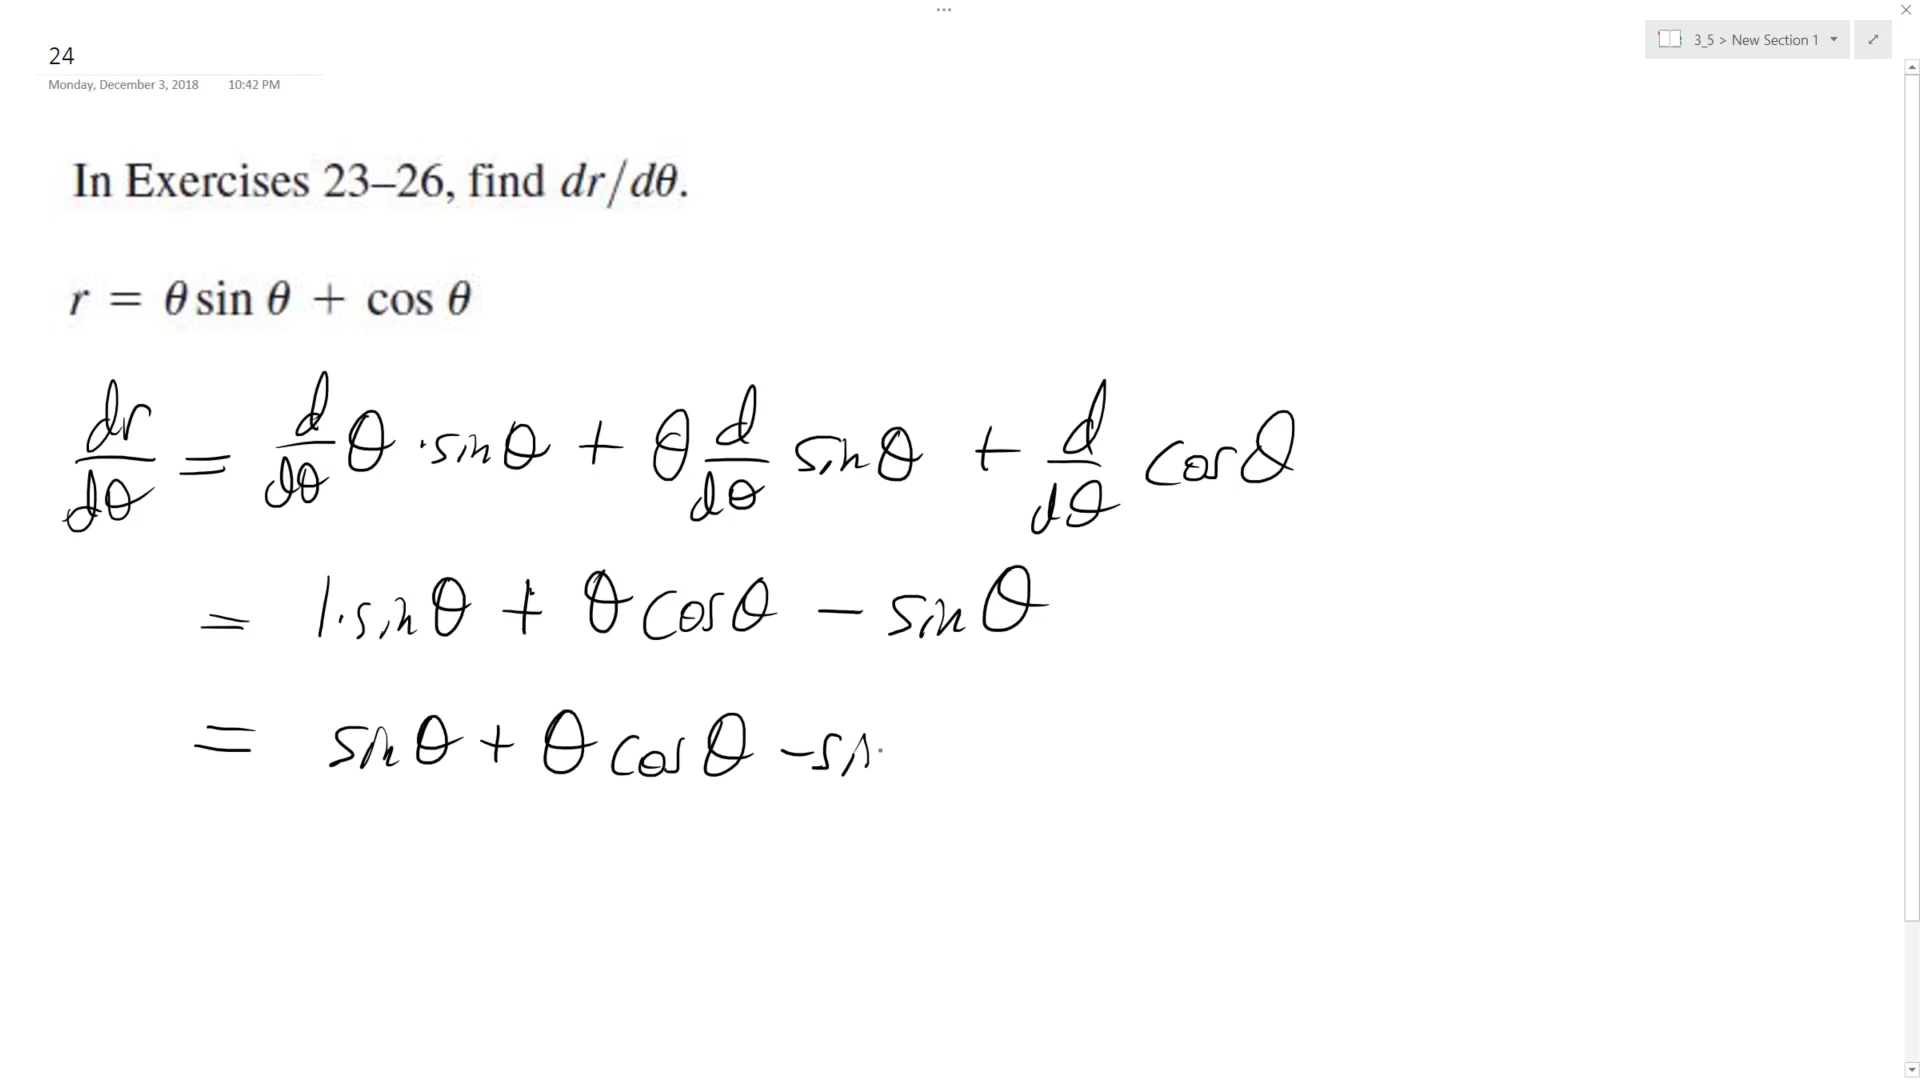 ...
3_5 > New Section 1
24
Monday, December 3, 2018 10:42 PM
In Exercises 23–26, find dr/dθ.
r = θ sin θ + cos θ
dr/dθ = d/dθ θ · sin θ + θ d/dθ sin θ + d/dθ cos θ
= 1 · sin θ + θ cos θ − sin θ
= sin θ + θ cos θ − si